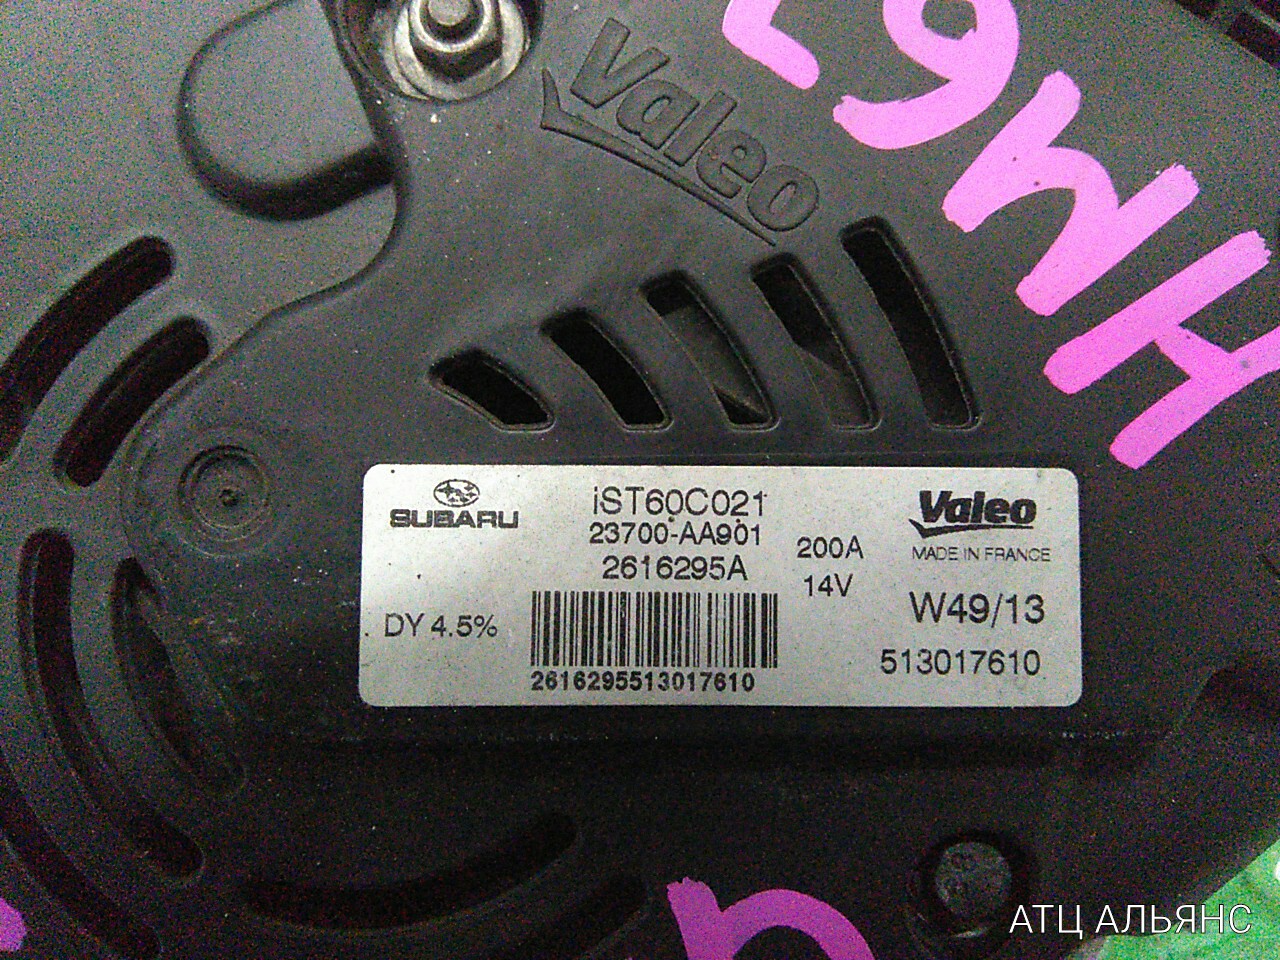 Valeo
SUBARU
iST60C021
23700-AA901
2616295A
200A
14V
Valeo
MADE IN FRANCE
DY 4.5%
W49/13
513017610
2616295513017610
АТЦ АЛЬЯНС